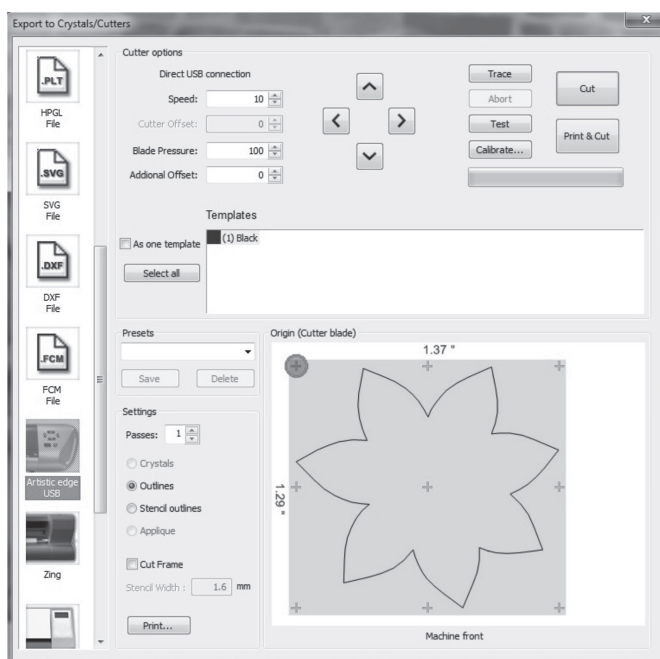 Export to Crystals/Cutters
x
.PLT
HPGL
File
.SVG
SVG
File
.DXF
DXF
File
.FCM
FCM
File
Artistic edge
USB
Zing
Cutter options
Direct USB connection
Speed: 10
Cutter Offset: 0
Blade Pressure: 100
Addional Offset: 0
Trace
Abort
Test
Calibrate...
Cut
Print & Cut
Templates
As one template
(1) Black
Select all
Presets
Save Delete
Settings
Passes: 1
Crystals
Outlines
Stencil outlines
Applique
Cut Frame
Stencil Width : 1.6 mm
Print...
Origin (Cutter blade)
1.37 "
1.29 "
Machine front